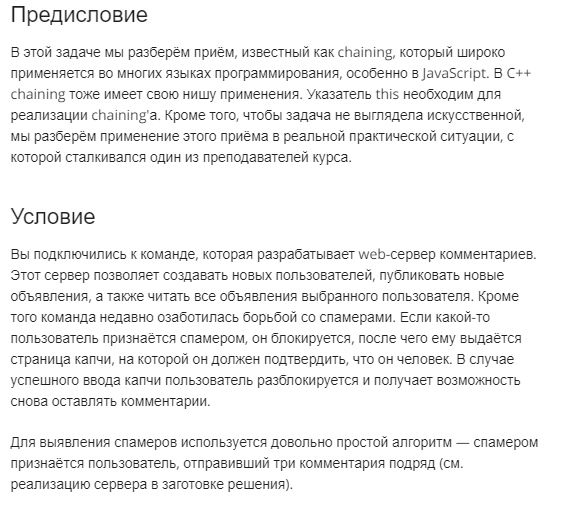 Предисловие
В этой задаче мы разберём приём, известный как chaining, который широко
применяется во многих языках программирования, особенно в JavaScript. В C++
chaining тоже имеет свою нишу применения. Указатель this необходим для
реализации chaining'а. Кроме того, чтобы задача не выглядела искусственной,
мы разберём применение этого приёма в реальной практической ситуации, с
которой сталкивался один из преподавателей курса.
Условие
Вы подключились к команде, которая разрабатывает web-сервер комментариев.
Этот сервер позволяет создавать новых пользователей, публиковать новые
объявления, а также читать все объявления выбранного пользователя. Кроме
того команда недавно озаботилась борьбой со спамерами. Если какой-то
пользователь признаётся спамером, он блокируется, после чего ему выдаётся
страница капчи, на которой он должен подтвердить, что он человек. В случае
успешного ввода капчи пользователь разблокируется и получает возможность
снова оставлять комментарии.
Для выявления спамеров используется довольно простой алгоритм — спамером
признаётся пользователь, отправивший три комментария подряд (см.
реализацию сервера в заготовке решения).